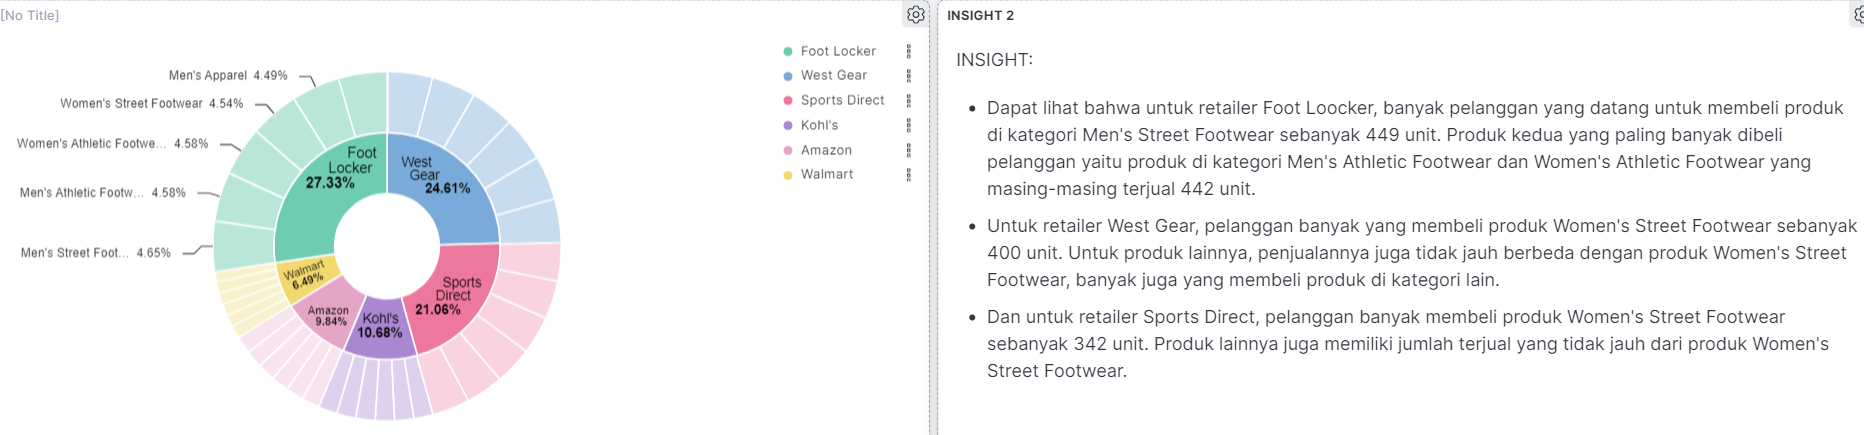 [No Title]
Men's Apparel 4.49%
Women's Street Footwear 4.54%
Women's Athletic Footwe... 4.58%
Men's Athletic Footw... 4.58%
Men's Street Foot... 4.65%
Foot
Locker
27.33%
West
Gear
24.61%
Sports
Direct
21.06%
Kohl's
10.68%
Amazon
9.84%
Walmart
6.49%
Foot Locker
West Gear
Sports Direct
Kohl's
Amazon
Walmart
INSIGHT 2
INSIGHT:
Dapat lihat bahwa untuk retailer Foot Loocker, banyak pelanggan yang datang untuk membeli produk
di kategori Men's Street Footwear sebanyak 449 unit. Produk kedua yang paling banyak dibeli
pelanggan yaitu produk di kategori Men's Athletic Footwear dan Women's Athletic Footwear yang
masing-masing terjual 442 unit.
Untuk retailer West Gear, pelanggan banyak yang membeli produk Women's Street Footwear sebanyak
400 unit. Untuk produk lainnya, penjualannya juga tidak jauh berbeda dengan produk Women's Street
Footwear, banyak juga yang membeli produk di kategori lain.
Dan untuk retailer Sports Direct, pelanggan banyak membeli produk Women's Street Footwear
sebanyak 342 unit. Produk lainnya juga memiliki jumlah terjual yang tidak jauh dari produk Women's
Street Footwear.